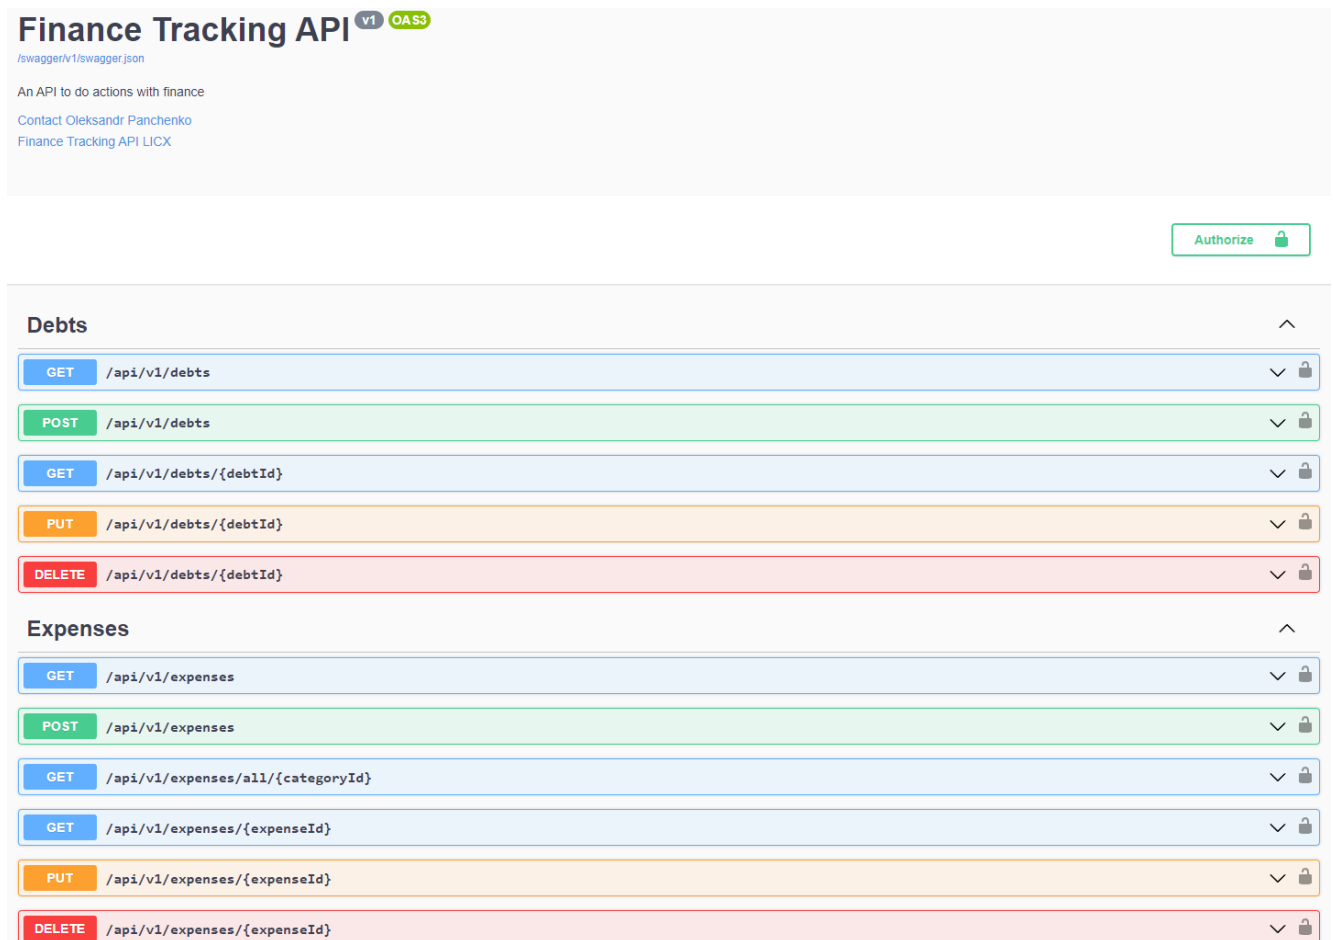 Finance Tracking API v1 OAS3
/swagger/v1/swagger.json
An API to do actions with finance
Contact Oleksandr Panchenko
Finance Tracking API LICX
Authorize
Debts
GET /api/v1/debts
POST /api/v1/debts
GET /api/v1/debts/{debtId}
PUT /api/v1/debts/{debtId}
DELETE /api/v1/debts/{debtId}
Expenses
GET /api/v1/expenses
POST /api/v1/expenses
GET /api/v1/expenses/all/{categoryId}
GET /api/v1/expenses/{expenseId}
PUT /api/v1/expenses/{expenseId}
DELETE /api/v1/expenses/{expenseId}